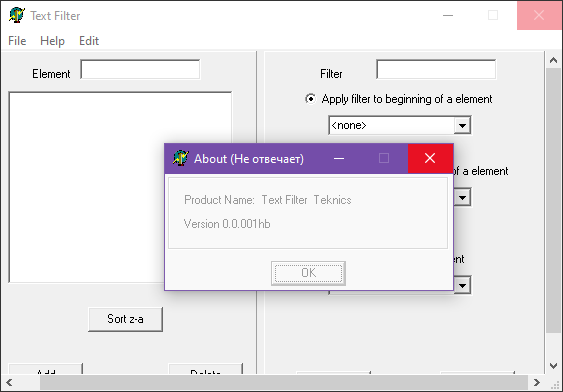 Text Filter
File Help Edit
Element
Filter
Apply filter to beginning of a element
<none>
About (Не отвечает)
of a element
Product Name: Text Filter Teknics
Version 0.0.001hb
OK
Sort z-a
Add
Delete